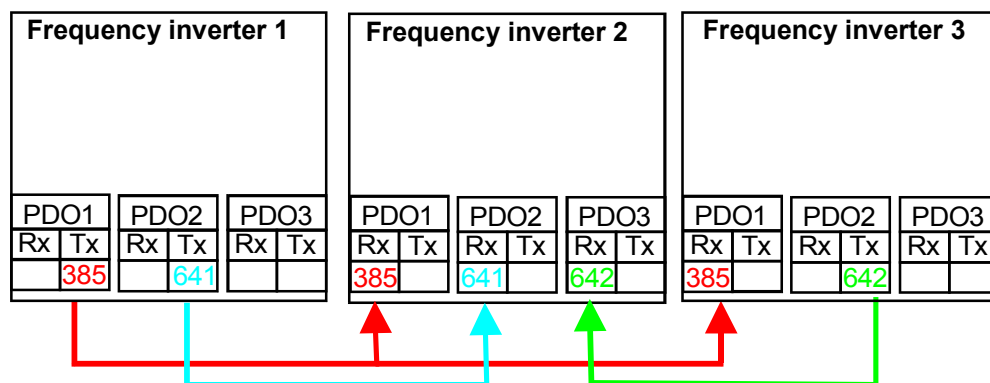 Frequency inverter 1 Frequency inverter 2 Frequency inverter 3
PDO1 PDO2 PDO3 PDO1 PDO2 PDO3 PDO1 PDO2 PDO3
Rx Tx Rx Tx Rx Tx Rx Tx Rx Tx Rx Tx Rx Tx Rx Tx Rx Tx
385 641 385 641 642 385 642